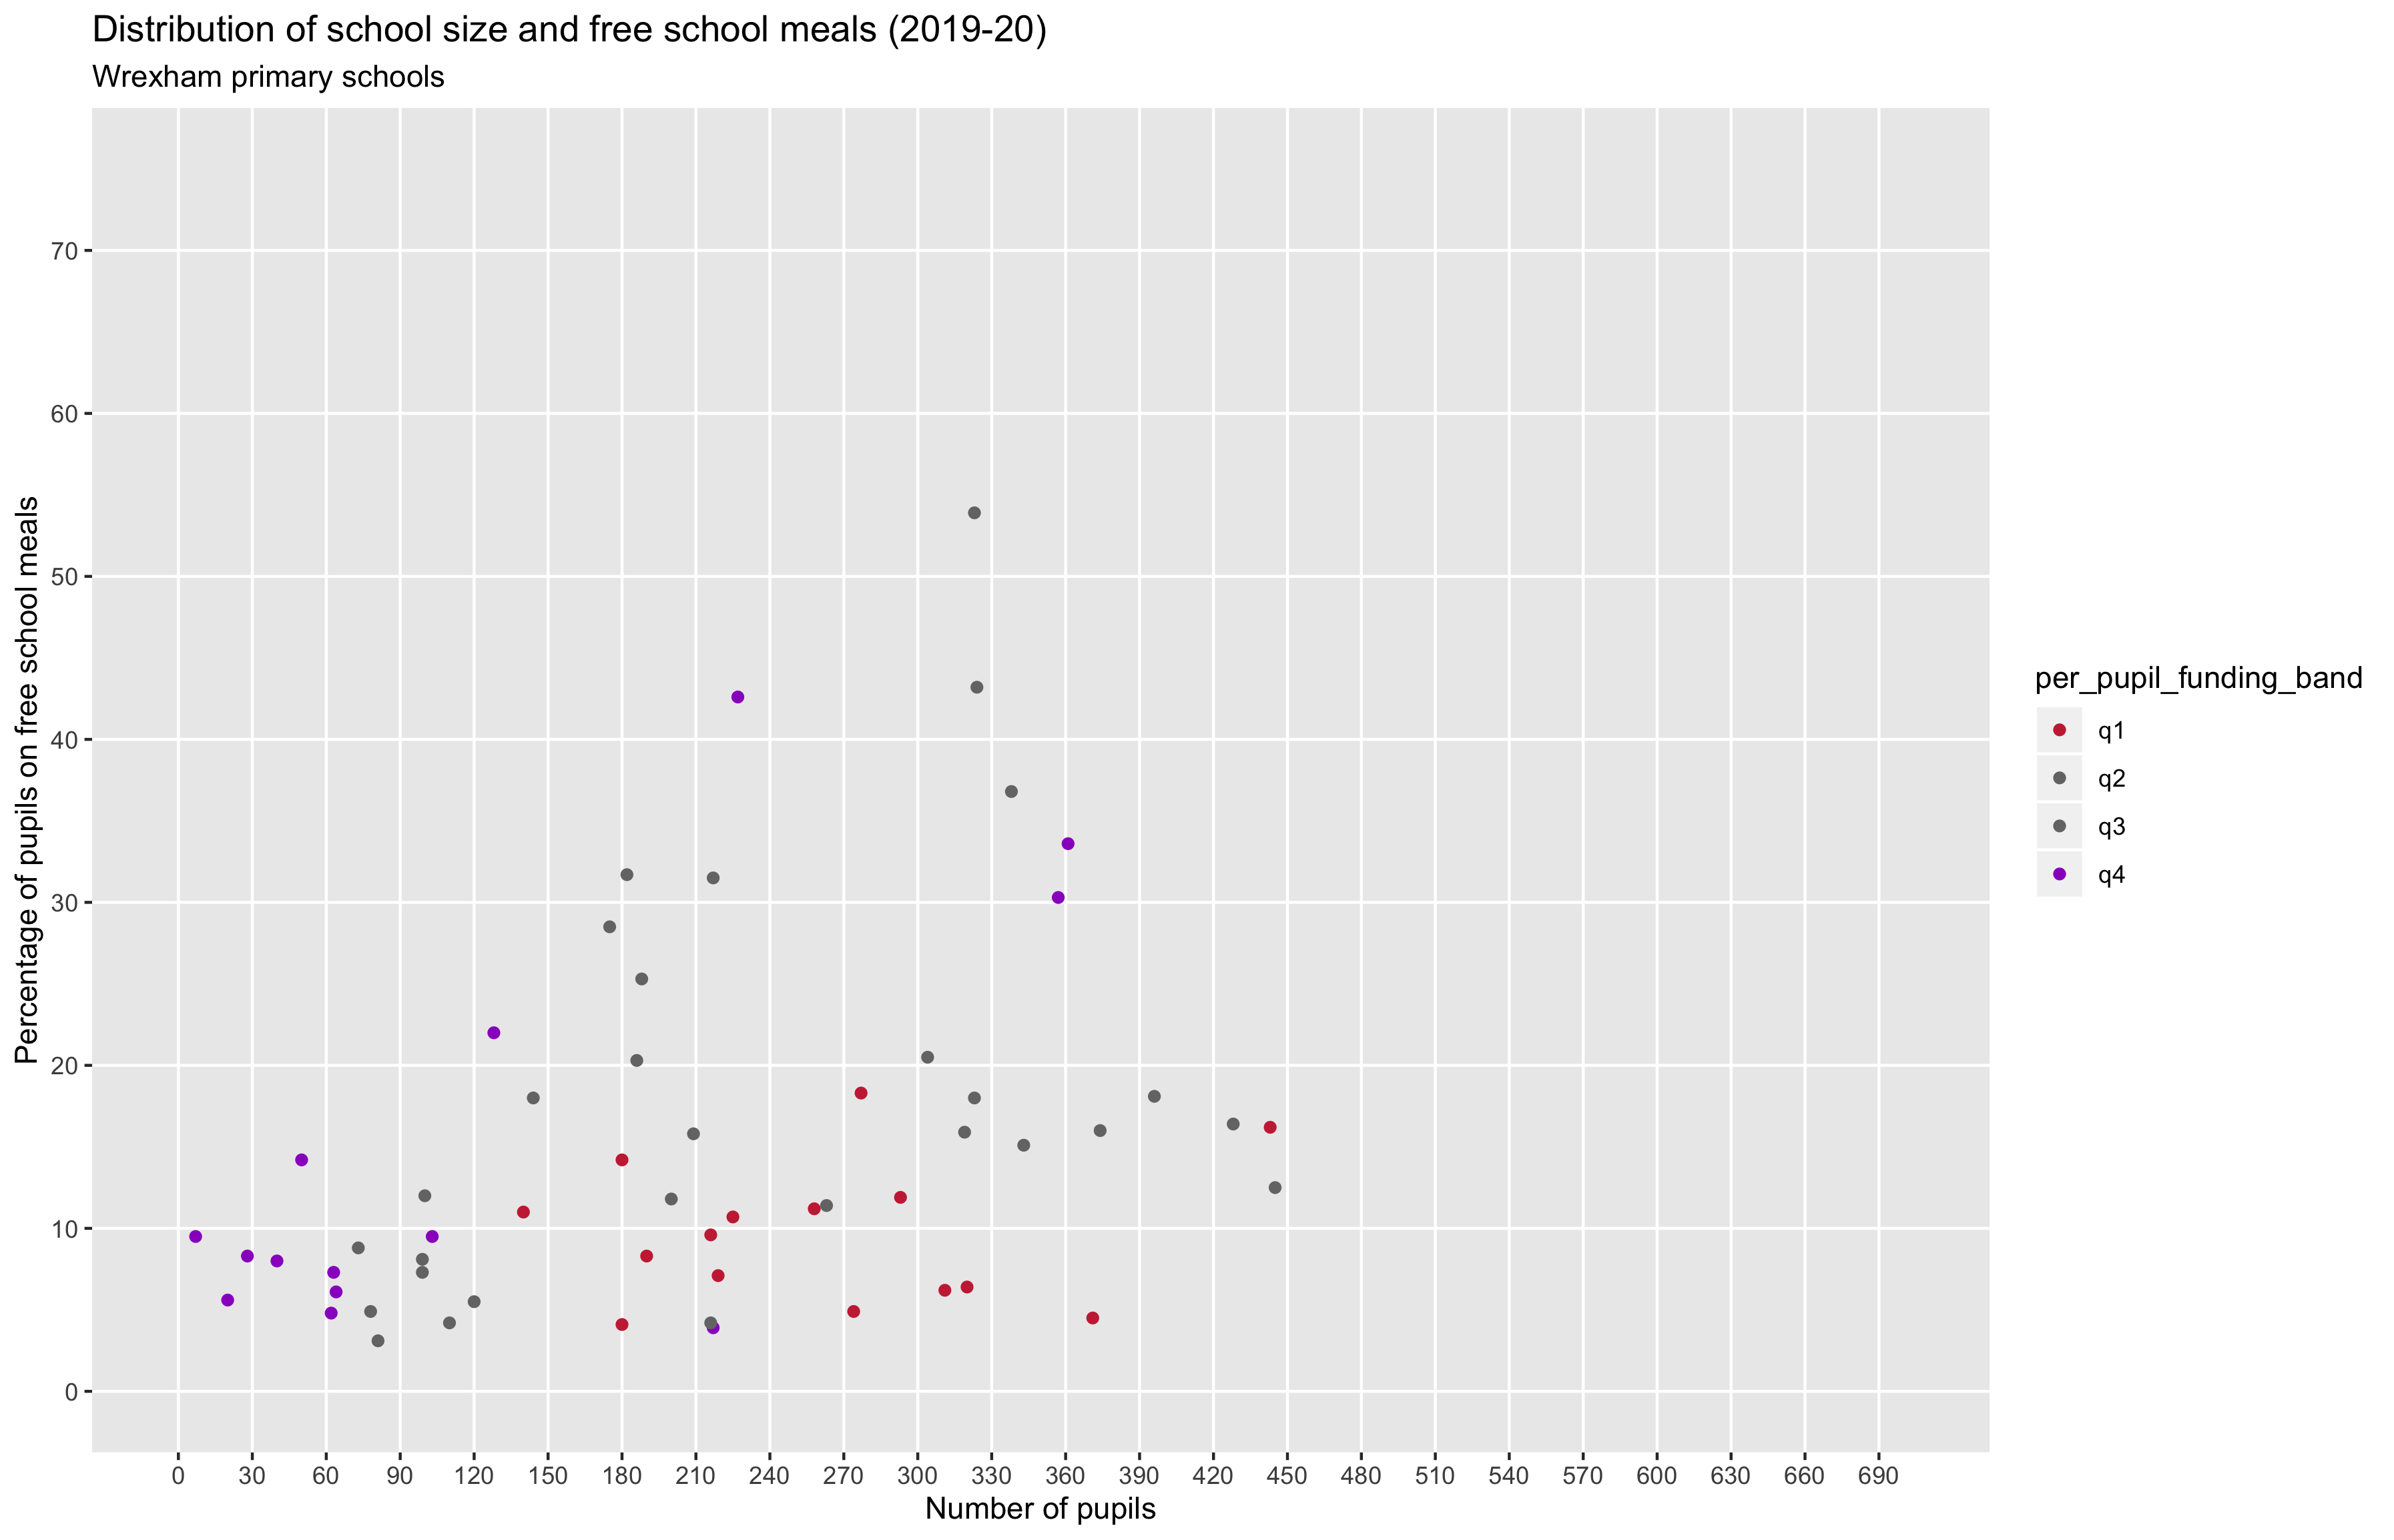 Distribution of school size and free school meals (2019-20)
Wrexham primary schools
Percentage of pupils on free school meals
70
60
50
40
30
20
10
0
0 30 60 90 120 150 180 210 240 270 300 330 360 390 420 450 480 510 540 570 600 630 660 690
Number of pupils
per_pupil_funding_band
q1
q2
q3
q4